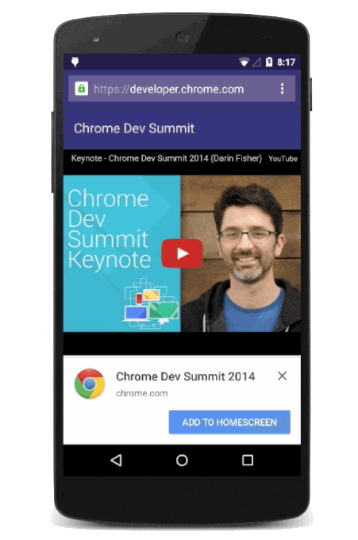 8:17
https://developer.chrome.com
Chrome Dev Summit
Keynote - Chrome Dev Summit 2014 (Darin Fisher) YouTube
Chrome
Dev
Summit
Keynote
Chrome Dev Summit 2014
chrome.com
ADD TO HOMESCREEN